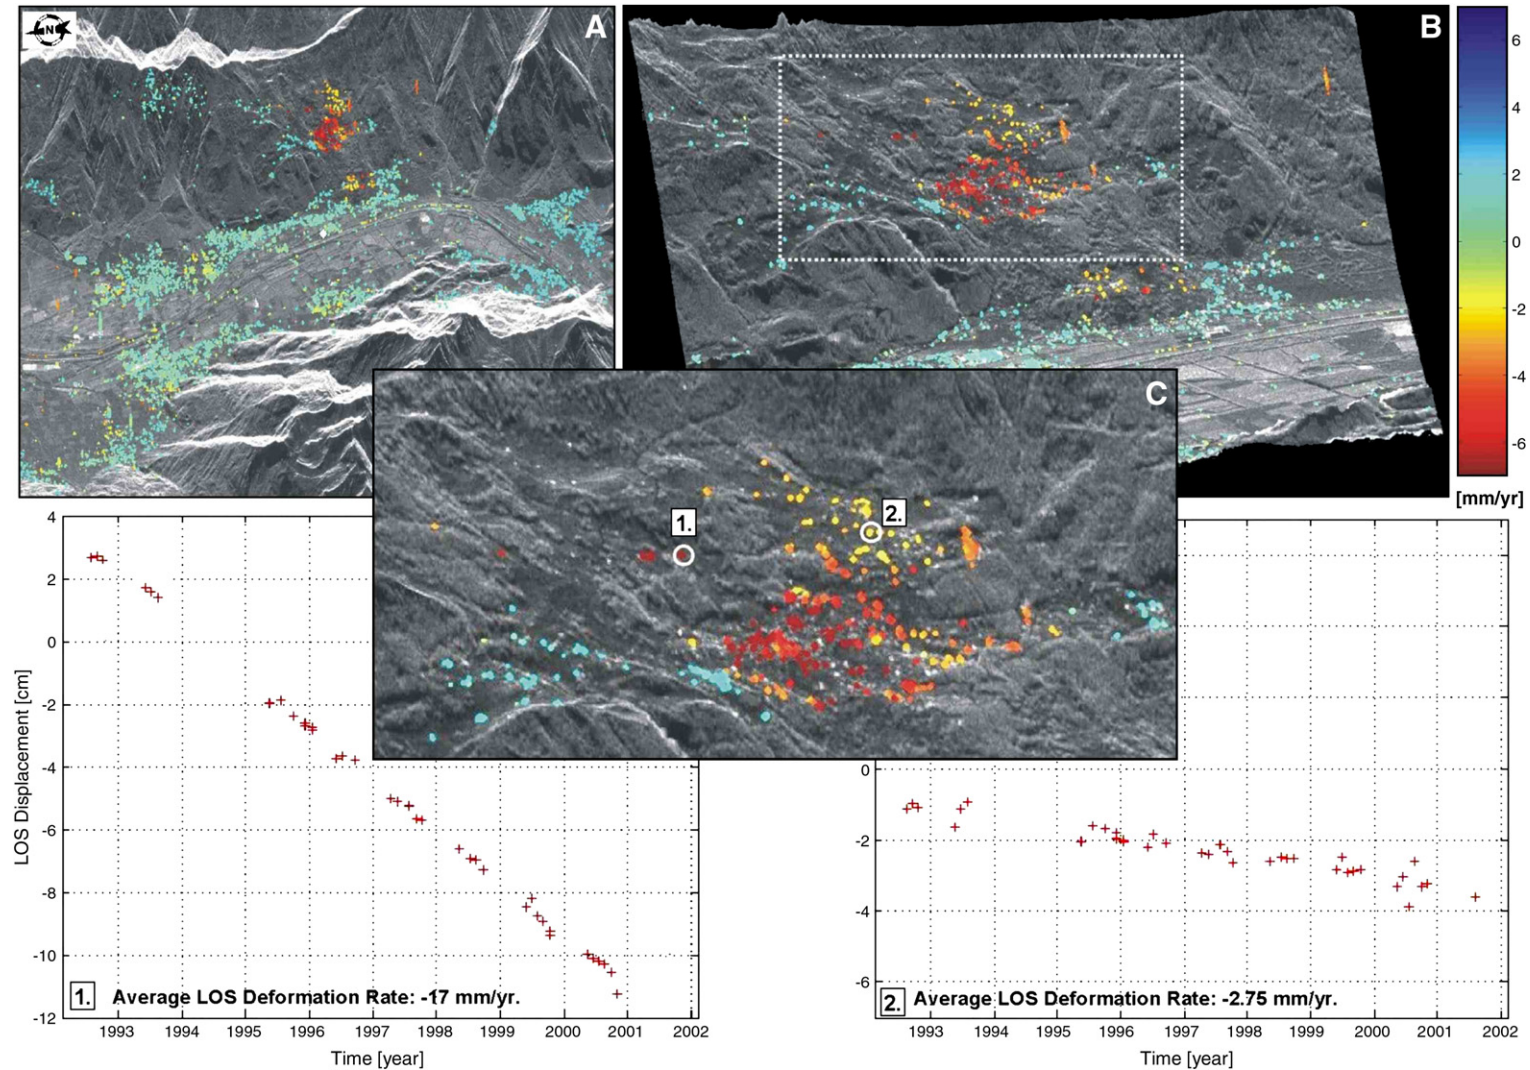 N
A
B
C
6
4
2
0
-2
-4
-6
[mm/yr]
1.
2.
4
2
0
-2
-4
-6
-8
-10
-12
LOS Displacement [cm]
1. Average LOS Deformation Rate: -17 mm/yr.
1993 1994 1995 1996 1997 1998 1999 2000 2001 2002
Time [year]
0
-2
-4
-6
2. Average LOS Deformation Rate: -2.75 mm/yr.
1993 1994 1995 1996 1997 1998 1999 2000 2001 2002
Time [year]